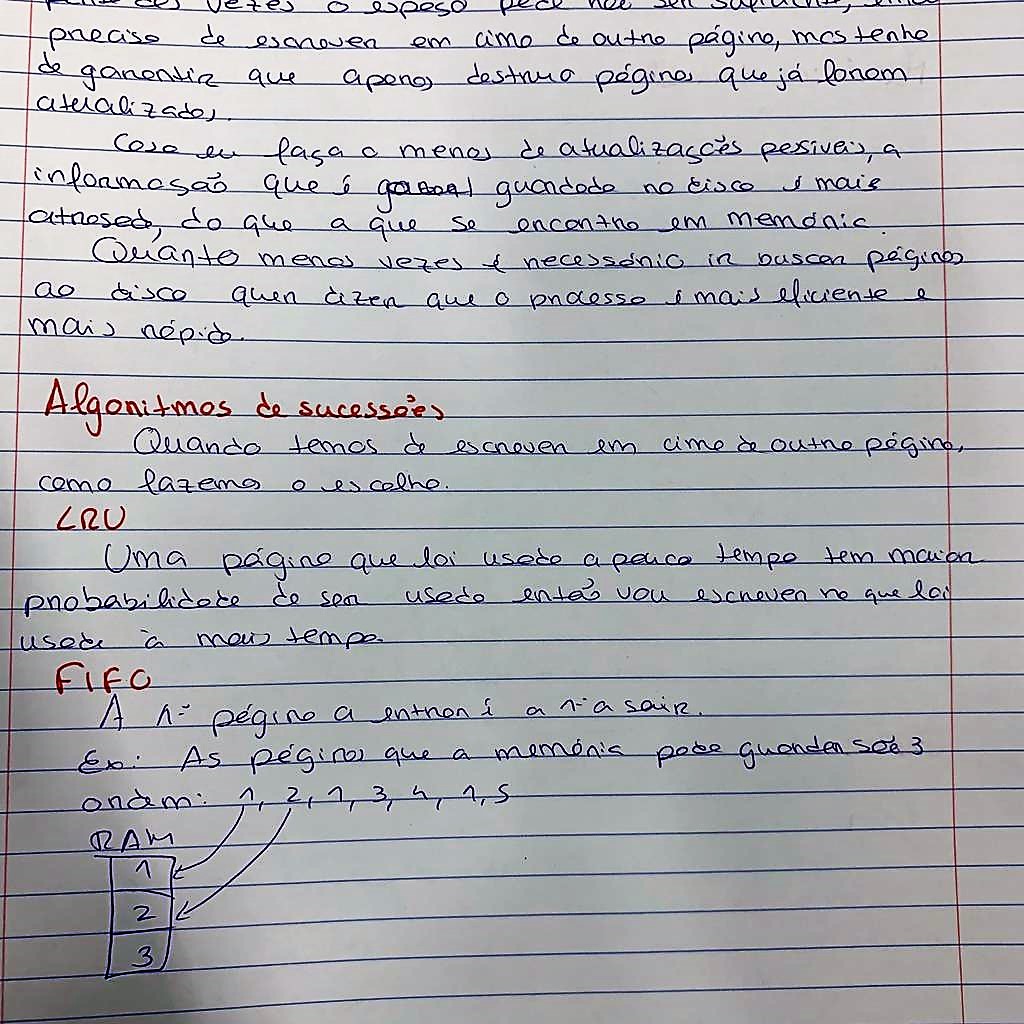 das vezes o espaço pode não ser suficiente,
preciso de escrever em cima de outra página, mas tenho
de garantir que apenas destruo páginas que já foram
atualizadas.
Caso eu faça o menos de atualizações possíveis, a
informação que é guardada no disco é mais
atrasada, do que a que se encontra em memória.
Quanto menos vezes é necessário ir buscar páginas
ao disco quer dizer que o processo é mais eficiente e
mais rápido.
Algoritmos de sucessões
Quando temos de escrever em cima de outra página,
como fazemos a escolha.
LRU
Uma página que foi usada a pouco tempo tem maior
probabilidade de ser usada então vou escrever na que foi
usada à mais tempo.
FIFO
A 1ª página a entrar é a 1ª a sair.
Ex: As páginas que a memória pode guardar são 3
ordem: 1, 2, 1, 3, 4, 1, 5
RAM
1
2
3